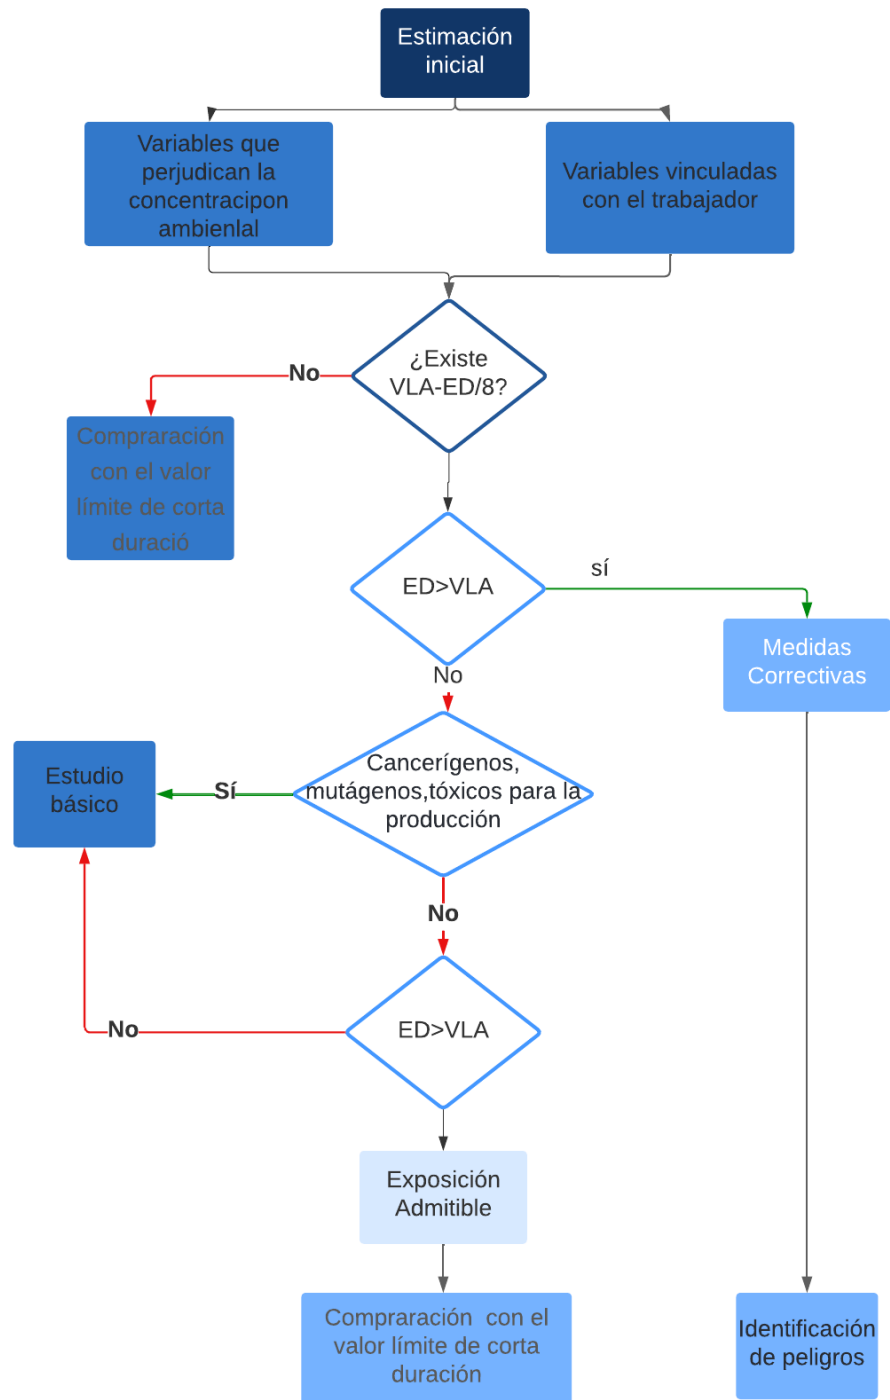 Estimación
inicial
Variables que
perjudican la
concentracipon
ambienlal
Variables vinculadas
con el trabajador
¿Existe
VLA-ED/8?
No
Compraración
con el valor
límite de corta
duració
ED>VLA
sí
Medidas
Correctivas
No
Cancerígenos,
mutágenos,tóxicos para la
producción
Sí
Estudio
básico
No
ED>VLA
No
Exposición
Admitible
Compraración  con el
valor límite de corta
duración
Identificación
de peligros